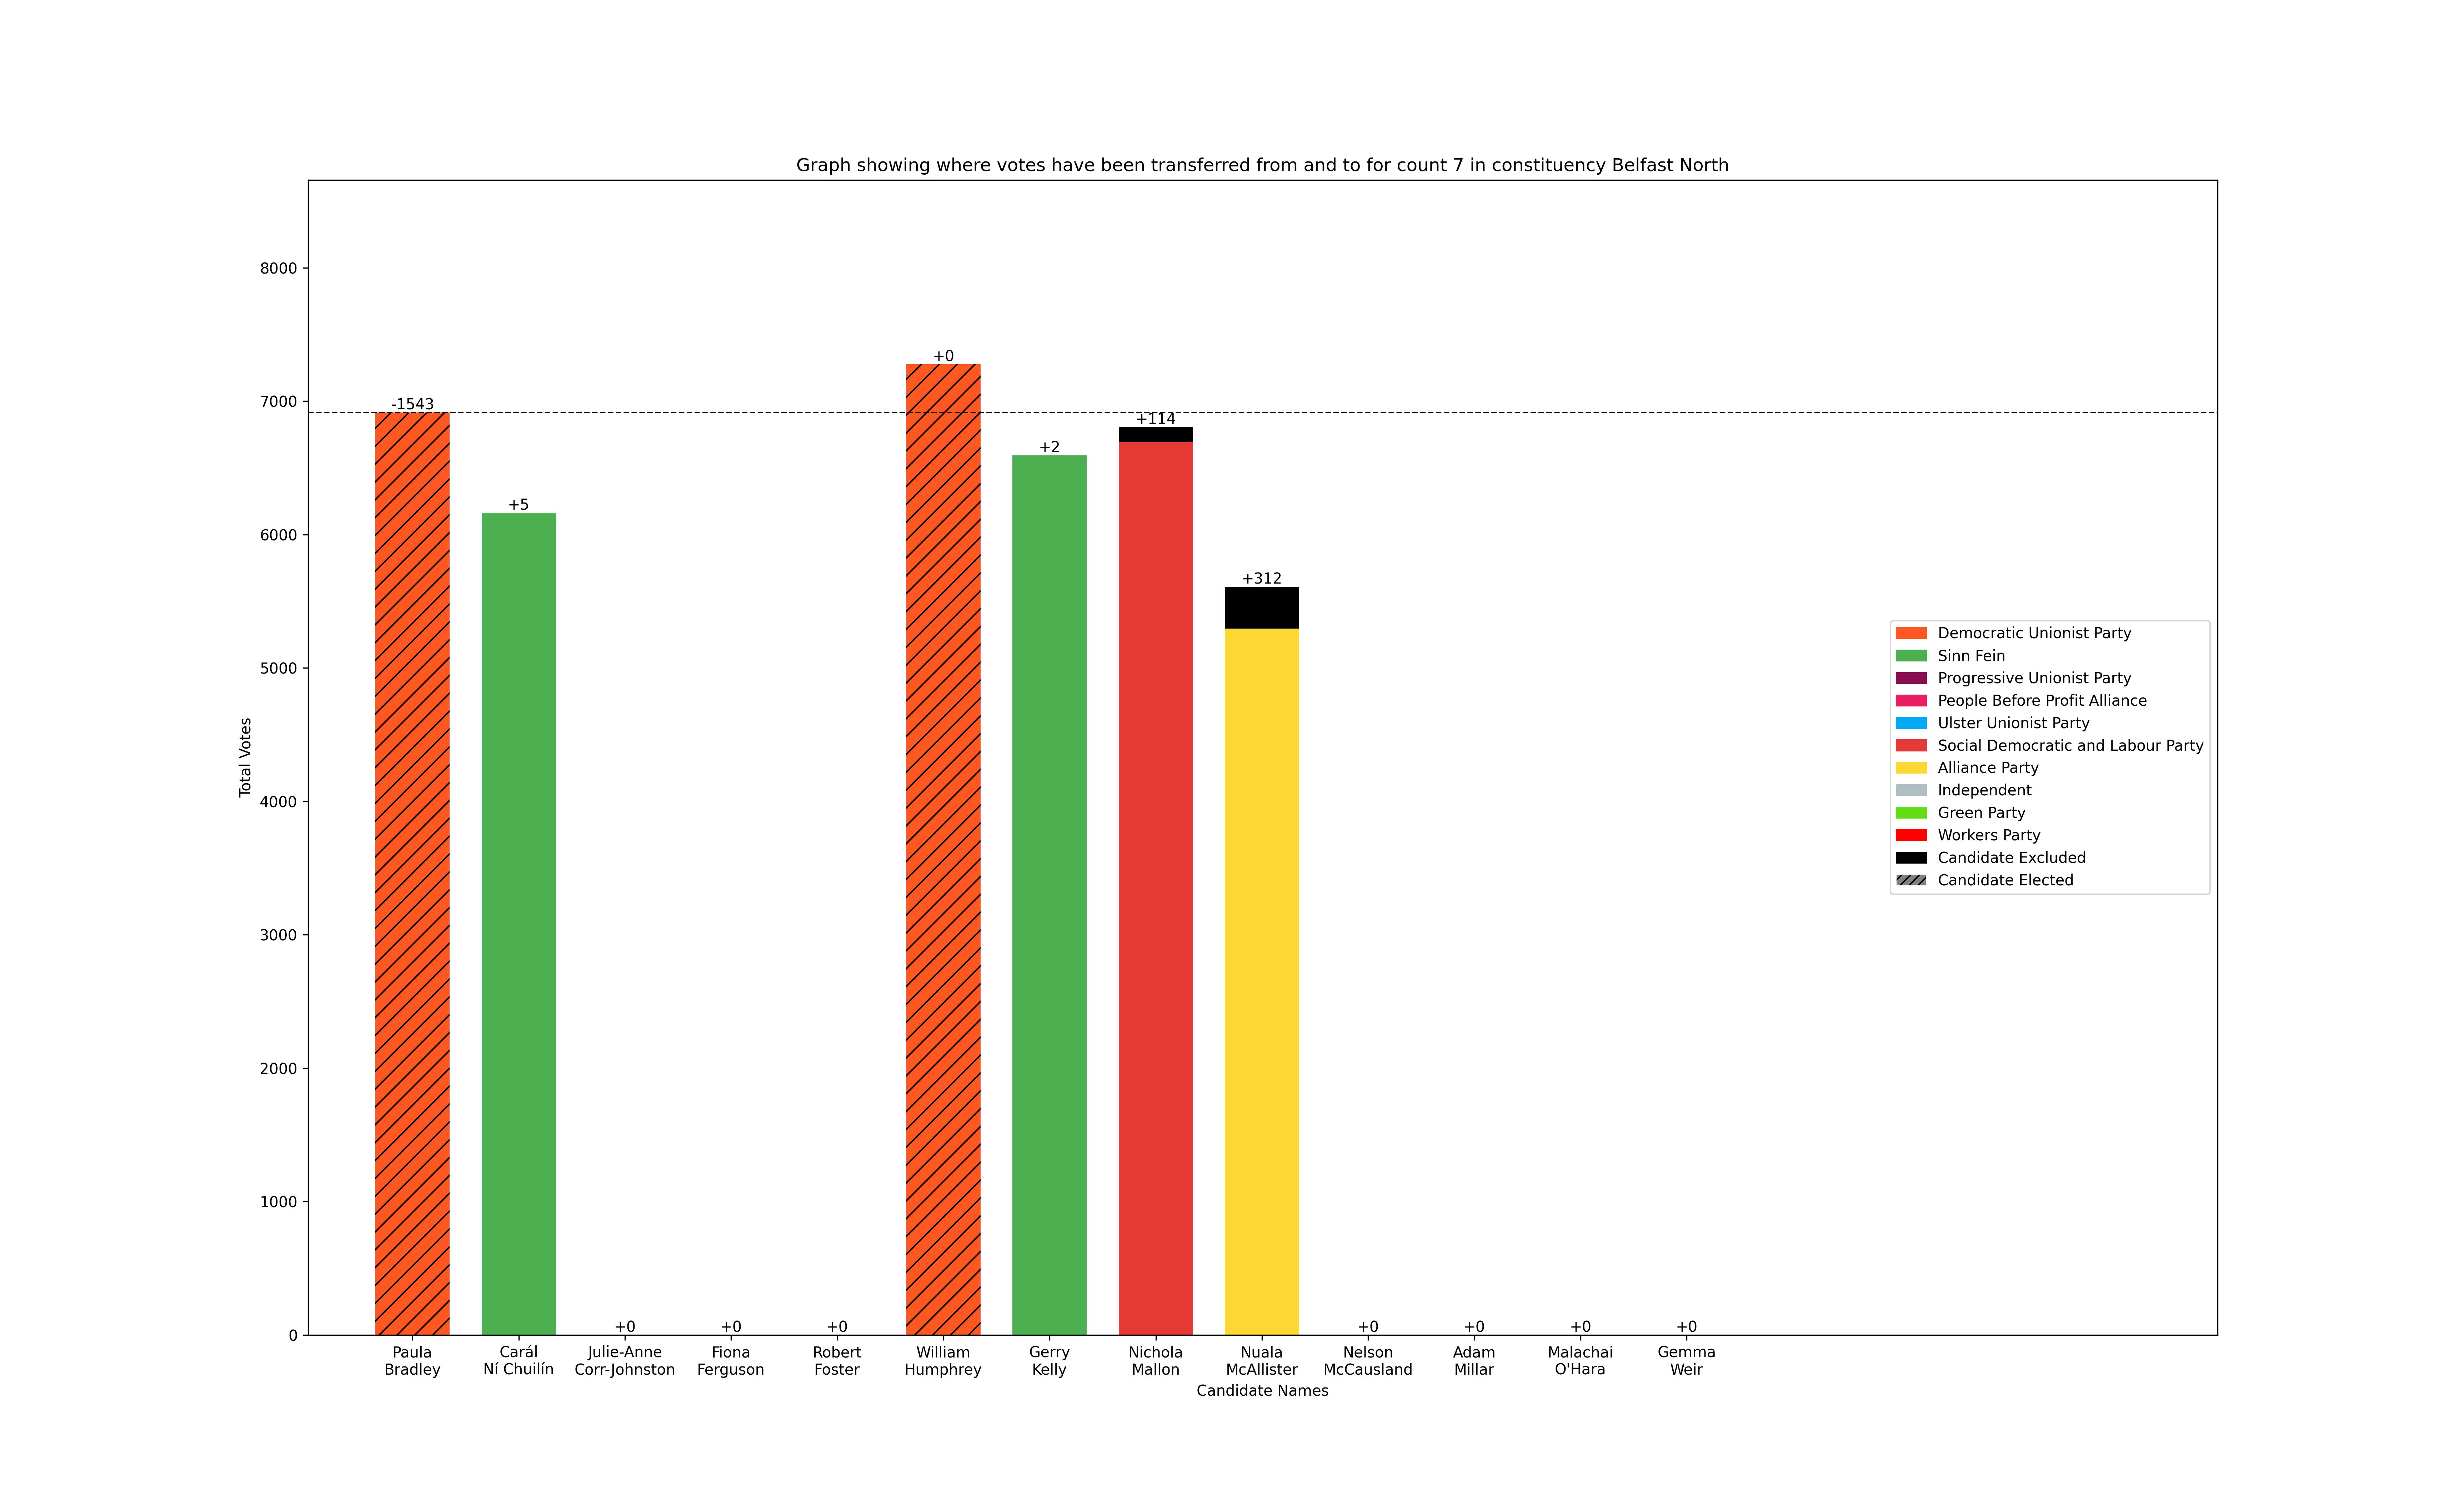 Graph showing where votes have been transferred from and to for count 7 in constituency Belfast North
Total Votes
8000
7000
6000
5000
4000
3000
2000
1000
0
-1543
+5
+0
+0
+0
+0
+2
+114
+312
+0
+0
+0
+0
Paula
Bradley
Carál
Ní Chuilín
Julie-Anne
Corr-Johnston
Fiona
Ferguson
Robert
Foster
William
Humphrey
Gerry
Kelly
Nichola
Mallon
Nuala
McAllister
Nelson
McCausland
Adam
Millar
Malachai
O'Hara
Gemma
Weir
Candidate Names
Democratic Unionist Party
Sinn Fein
Progressive Unionist Party
People Before Profit Alliance
Ulster Unionist Party
Social Democratic and Labour Party
Alliance Party
Independent
Green Party
Workers Party
Candidate Excluded
Candidate Elected